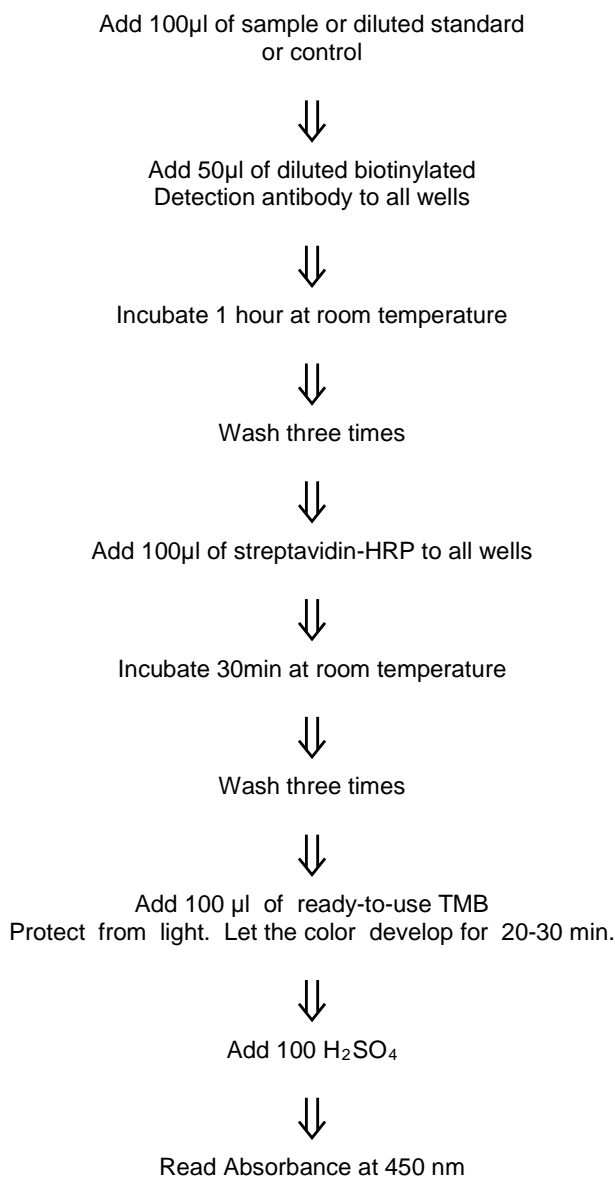 Add 100µl of sample or diluted standard
or control
⇓
Add 50µl of diluted biotinylated
Detection antibody to all wells
⇓
Incubate 1 hour at room temperature
⇓
Wash three times
⇓
Add 100µl of streptavidin-HRP to all wells
⇓
Incubate 30min at room temperature
⇓
Wash three times
⇓
Add 100 µl of ready-to-use TMB
Protect from light. Let the color develop for 20-30 min.
⇓
Add 100 H₂SO₄
⇓
Read Absorbance at 450 nm